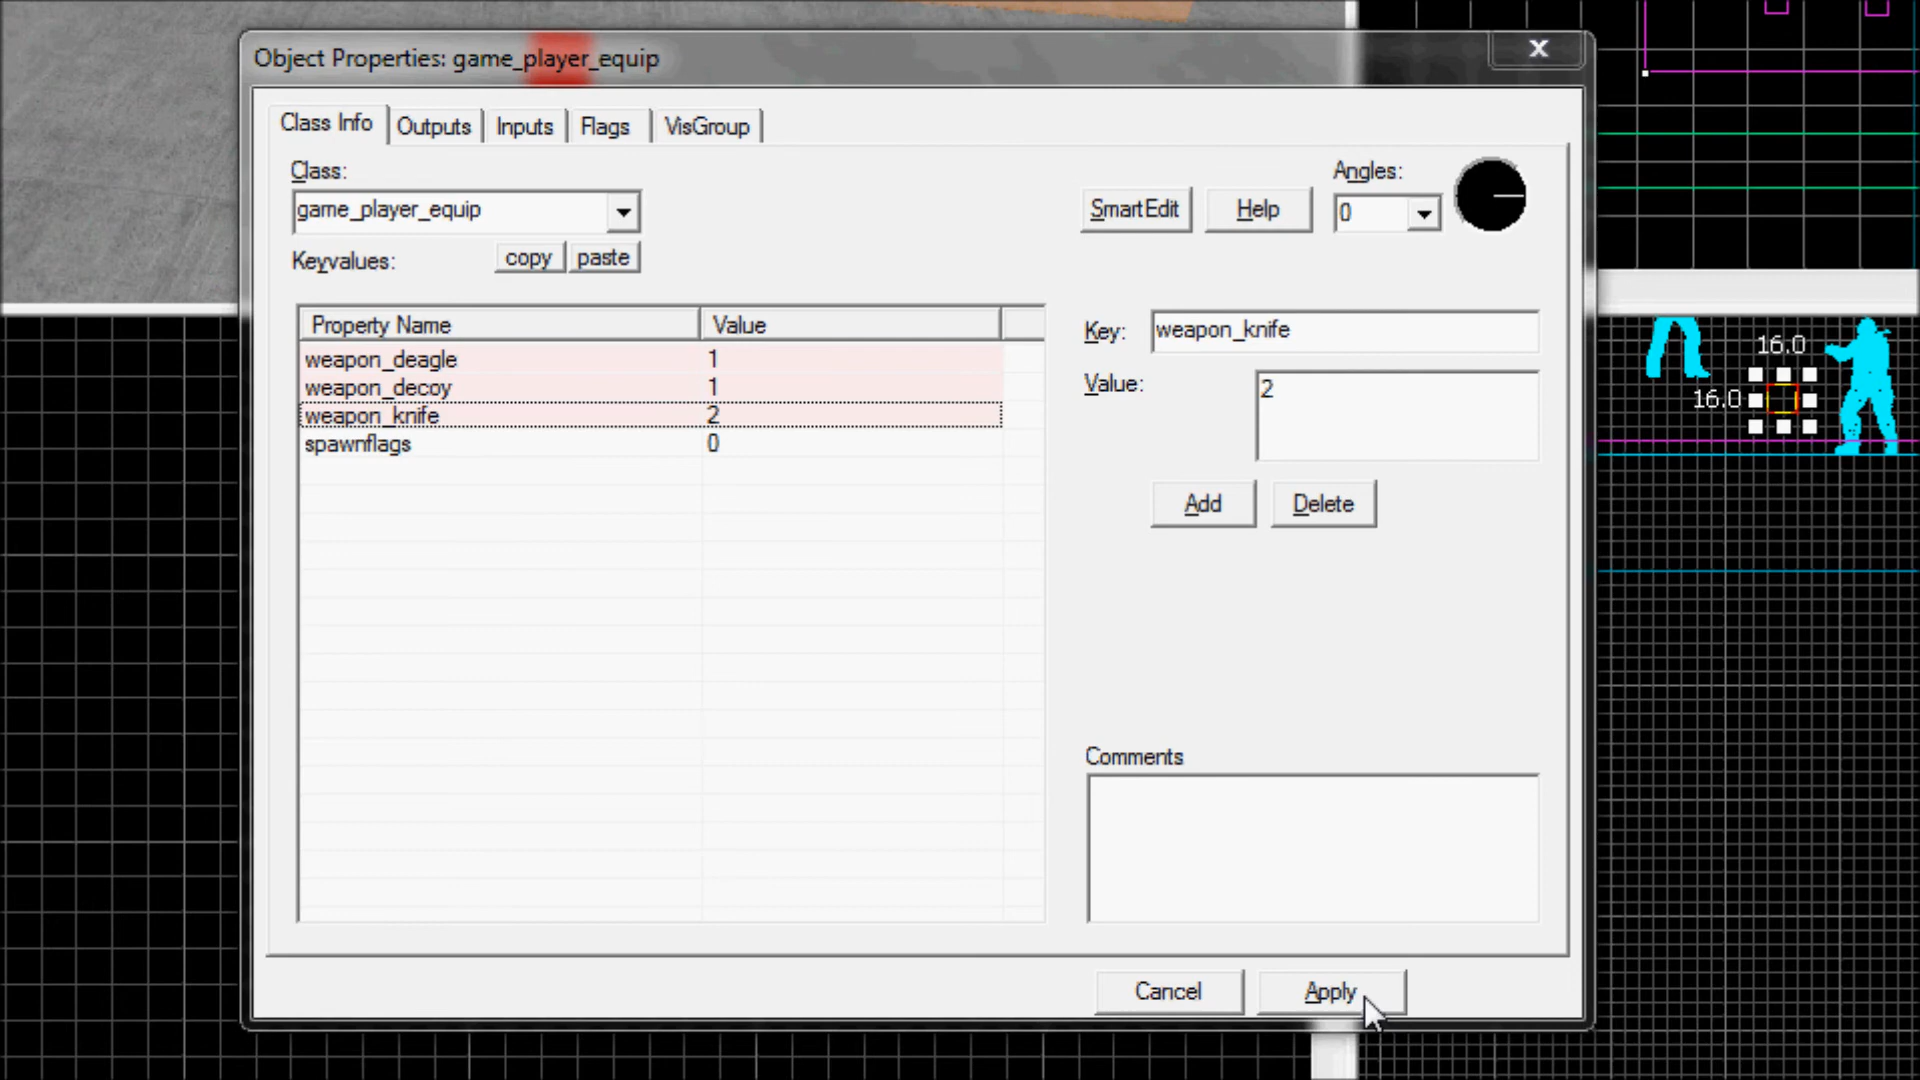 Object Properties: game_player_equip
X
Class Info Outputs Inputs Flags VisGroup
Class:
game_player_equip
SmartEdit
Help
Angles:
0
Keyvalues:
copy
paste
Property Name Value
weapon_deagle 1
weapon_decoy 1
weapon_knife 2
spawnflags 0
Key: weapon_knife
Value: 2
Add
Delete
Comments
Cancel
Apply
16.0
16.0